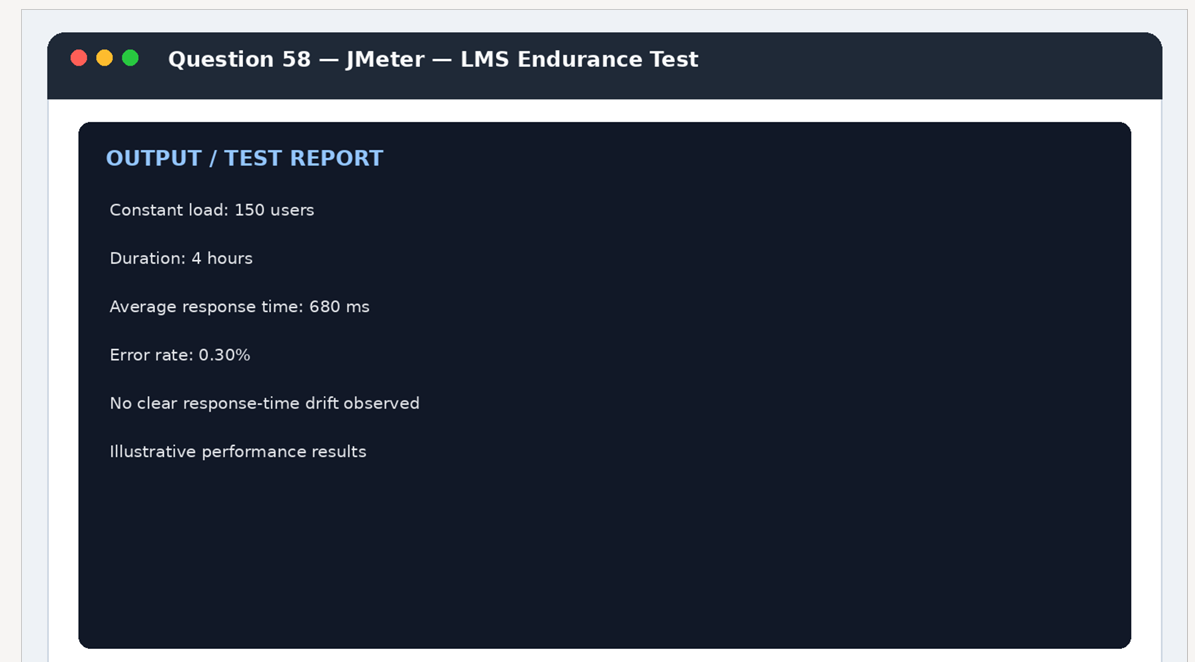 Question 58 — JMeter — LMS Endurance Test
OUTPUT / TEST REPORT
Constant load: 150 users
Duration: 4 hours
Average response time: 680 ms
Error rate: 0.30%
No clear response-time drift observed
Illustrative performance results